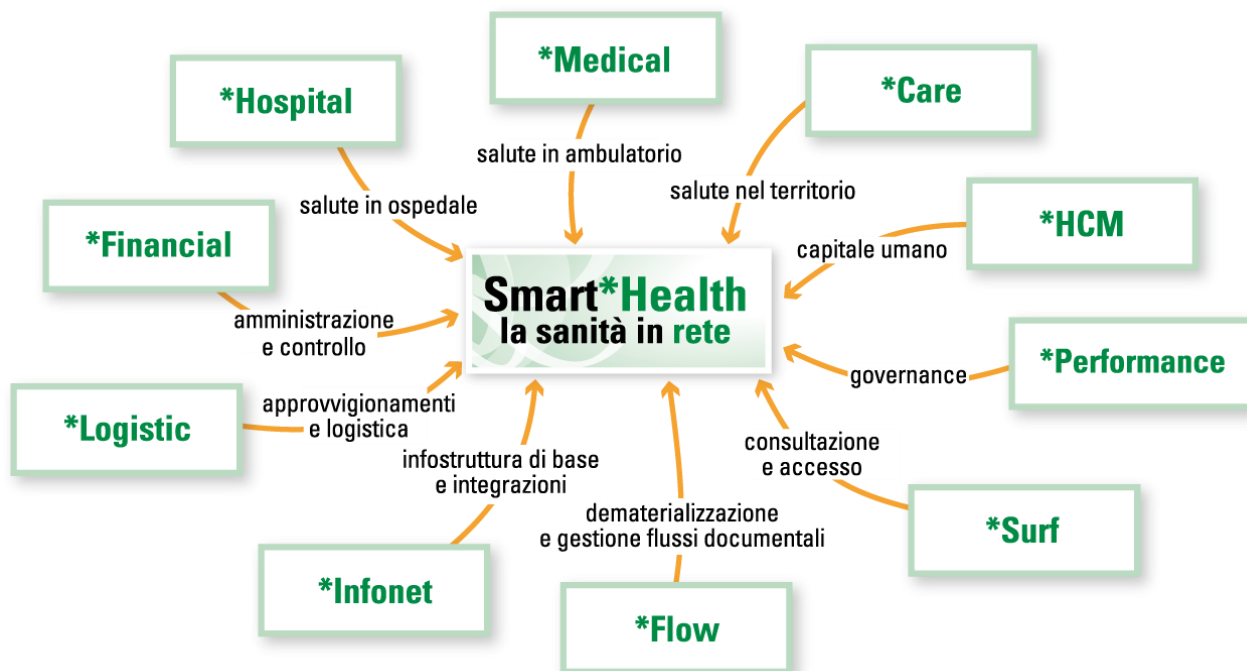 *Medical
*Hospital
*Care
salute in ambulatorio
salute in ospedale
salute nel territorio
*Financial
*HCM
capitale umano
Smart*Health
la sanità in rete
amministrazione
e controllo
*Performance
governance
*Logistic
approvvigionamenti
e logistica
infostruttura di base
e integrazioni
consultazione
e accesso
dematerializzazione
e gestione flussi documentali
*Surf
*Infonet
*Flow